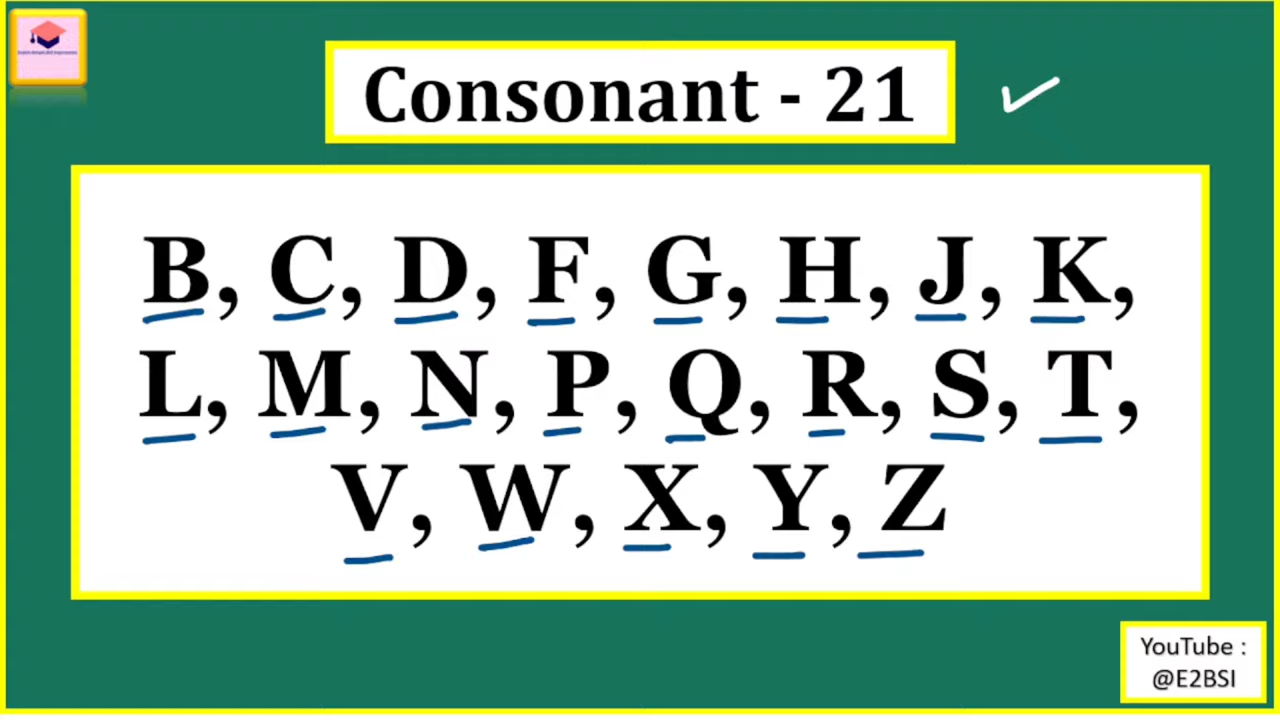 Consonant - 21
B, C, D, F, G, H, J, K,
L, M, N, P, Q, R, S, T,
V, W, X, Y, Z
YouTube :
@E2BSI